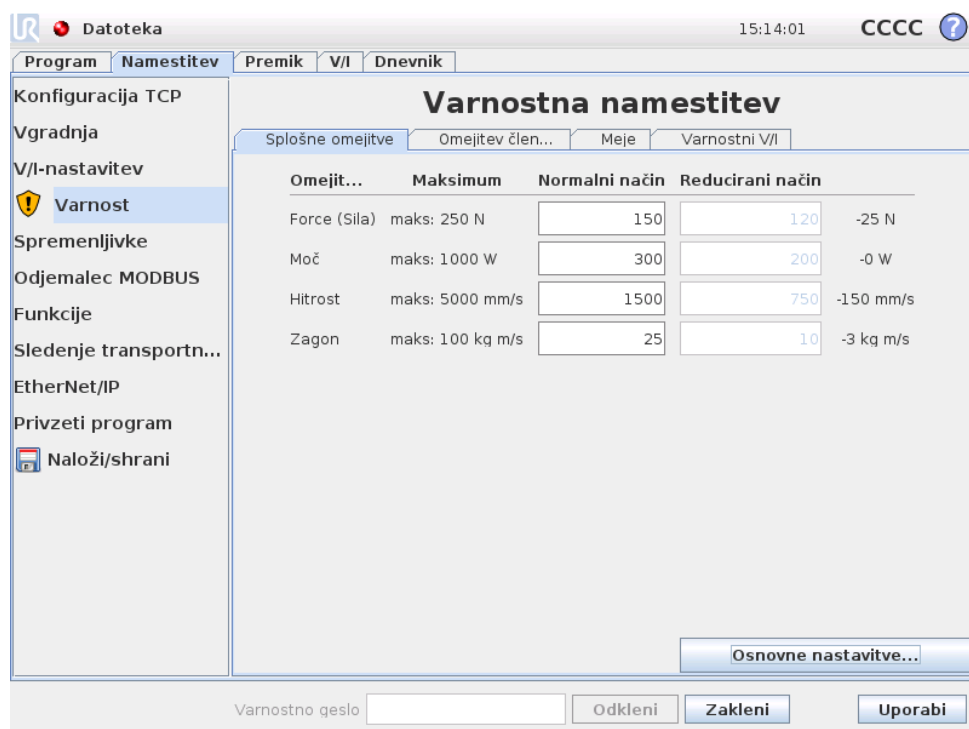 UR Datoteka 15:14:01 CCCC ?
Program Namestitev Premik V/I Dnevnik
Konfiguracija TCP
Vgradnja
V/I-nastavitev
Varnost
Spremenljivke
Odjemalec MODBUS
Funkcije
Sledenje transportn...
EtherNet/IP
Privzeti program
Naloži/shrani
Varnostna namestitev
Splošne omejitve Omejitev člen... Meje Varnostni V/I
Omejit... Maksimum Normalni način Reducirani način
Force (Sila) maks: 250 N 150 120 -25 N
Moč maks: 1000 W 300 200 -0 W
Hitrost maks: 5000 mm/s 1500 750 -150 mm/s
Zagon maks: 100 kg m/s 25 10 -3 kg m/s
Osnovne nastavitve...
Varnostno geslo Odkleni Zakleni Uporabi